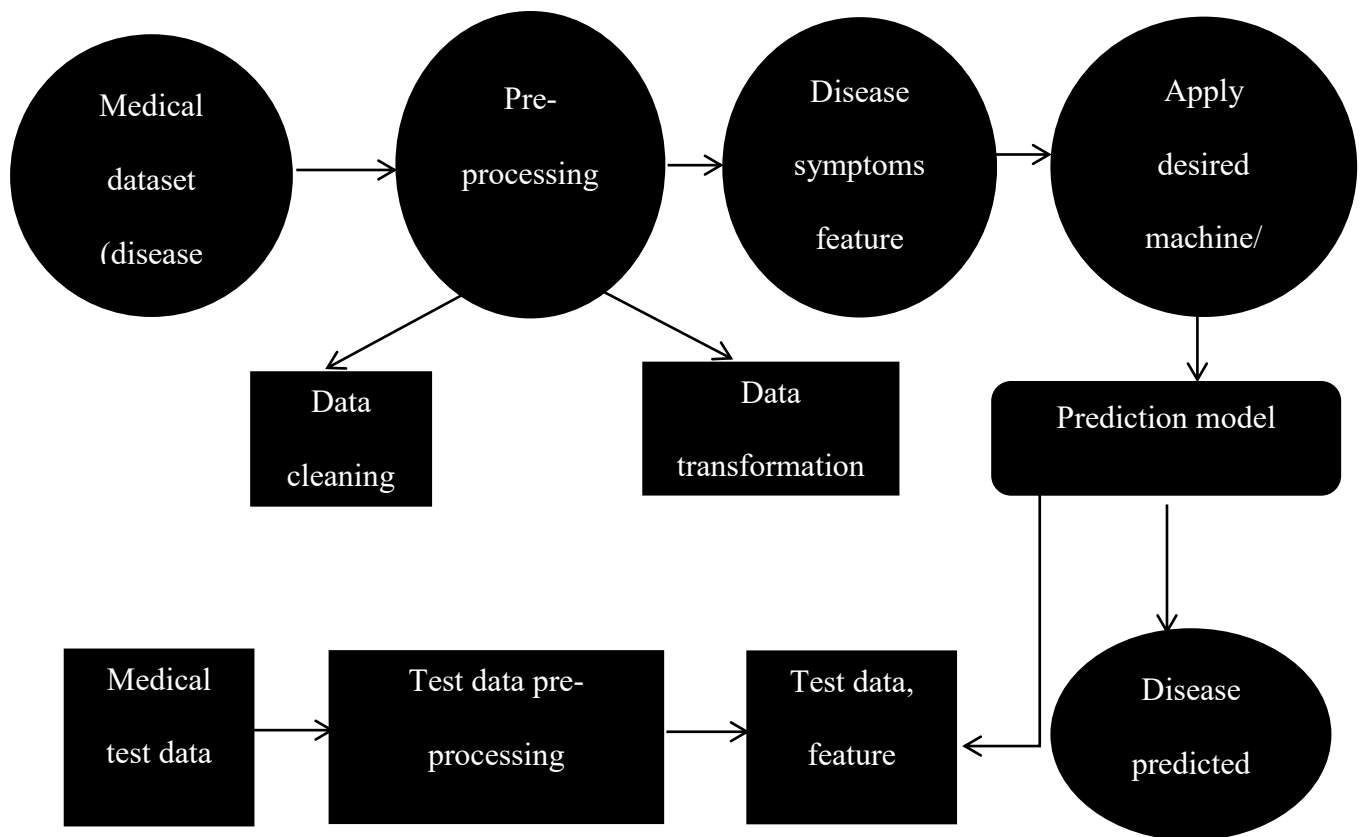 Medical
dataset
(disease
Pre-
processing
Disease
symptoms
feature
Apply
desired
machine/
Data
cleaning
Data
transformation
Prediction model
Medical
test data
Test data pre-
processing
Test data,
feature
Disease
predicted